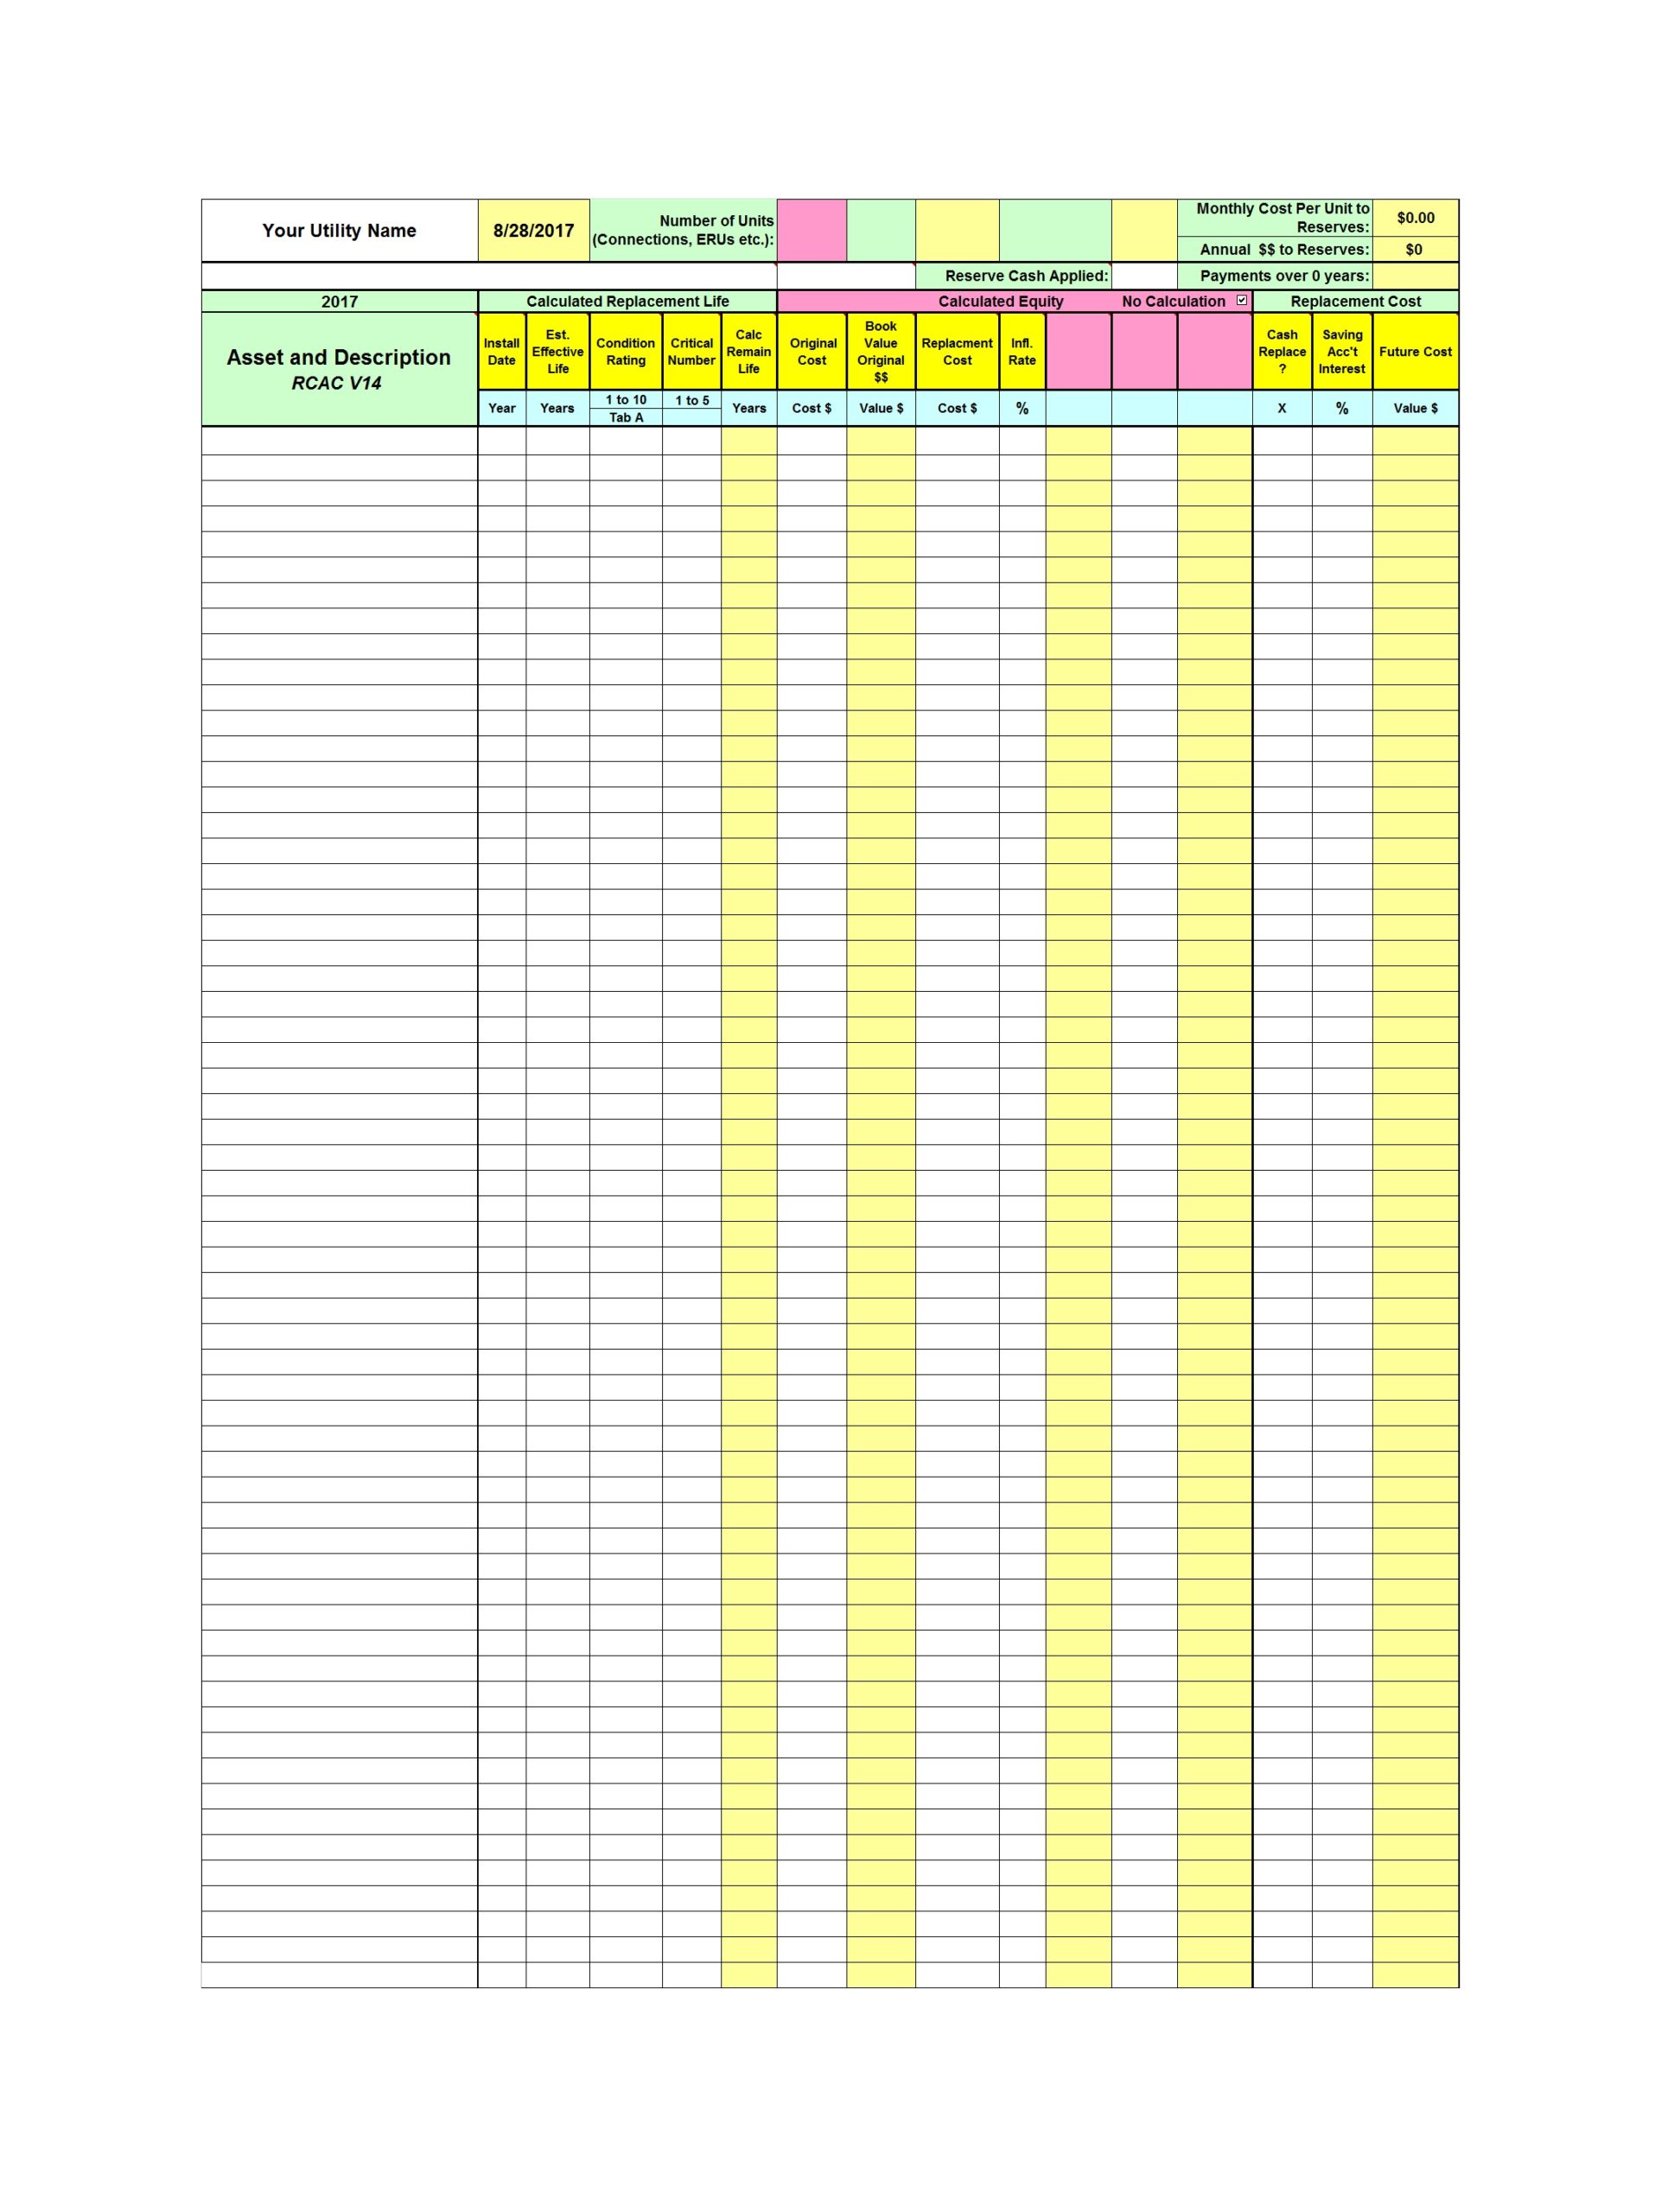 Your Utility Name
8/28/2017
Number of Units
(Connections, ERUs etc.):
Monthly Cost Per Unit to
Reserves:
$0.00
Annual $$ to Reserves:
$0
Reserve Cash Applied:
Payments over 0 years:
2017
Calculated Replacement Life
Calculated Equity
No Calculation
Replacement Cost
Asset and Description
RCAC V14
Install
Date
Est.
Effective
Life
Condition
Rating
Critical
Number
Calc
Remain
Life
Original
Cost
Book
Value
Original
$$
Replacment
Cost
Infl.
Rate
Cash
Replace
?
Saving
Acc't
Interest
Future Cost
Year
Years
1 to 10
Tab A
1 to 5
Years
Cost $
Value $
Cost $
%
X
%
Value $